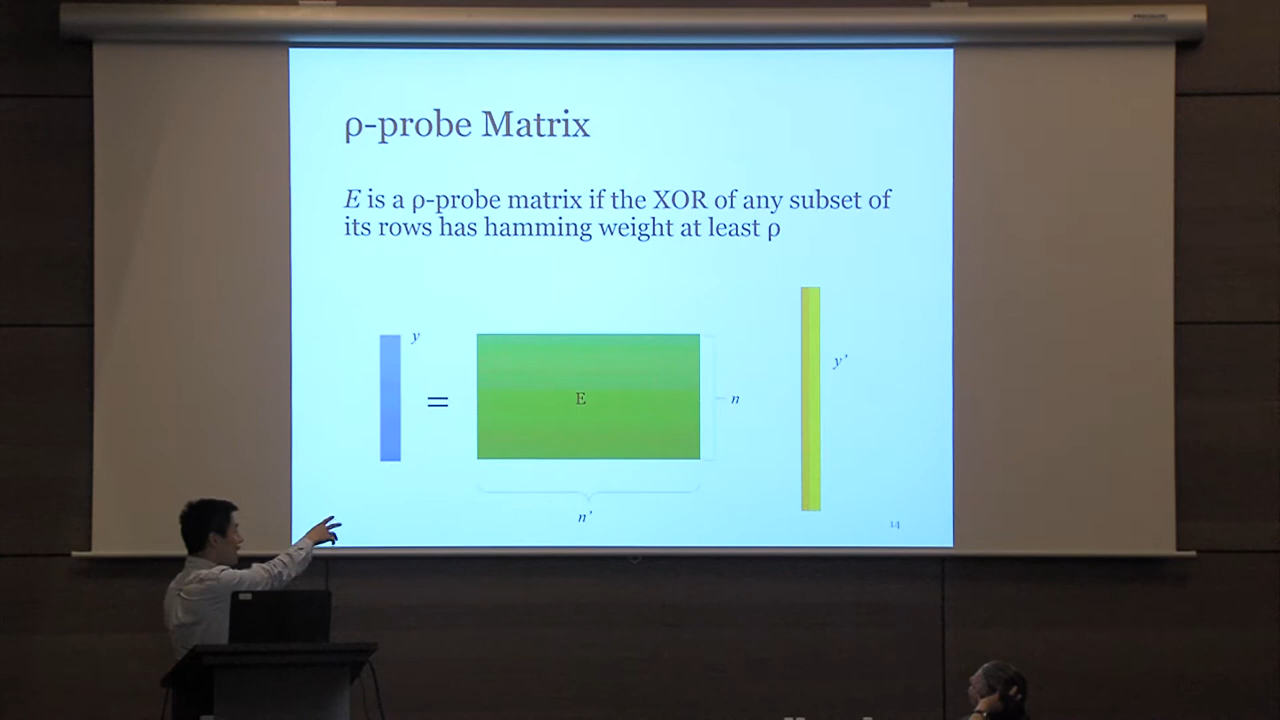 ρ-probe Matrix
E is a ρ-probe matrix if the XOR of any subset of
its rows has hamming weight at least ρ
y
=
E
n
y'
n'
14